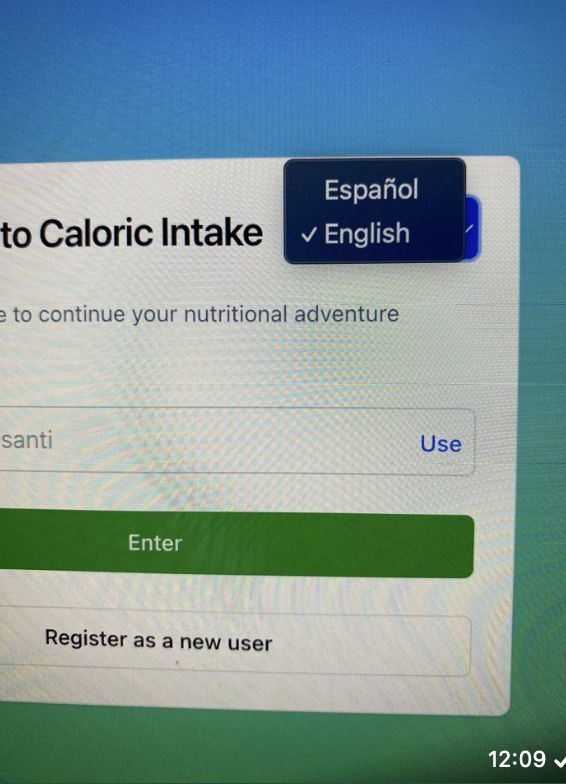 Español
✓ English
to Caloric Intake
e to continue your nutritional adventure
santi
Use
Enter
Register as a new user
12:09